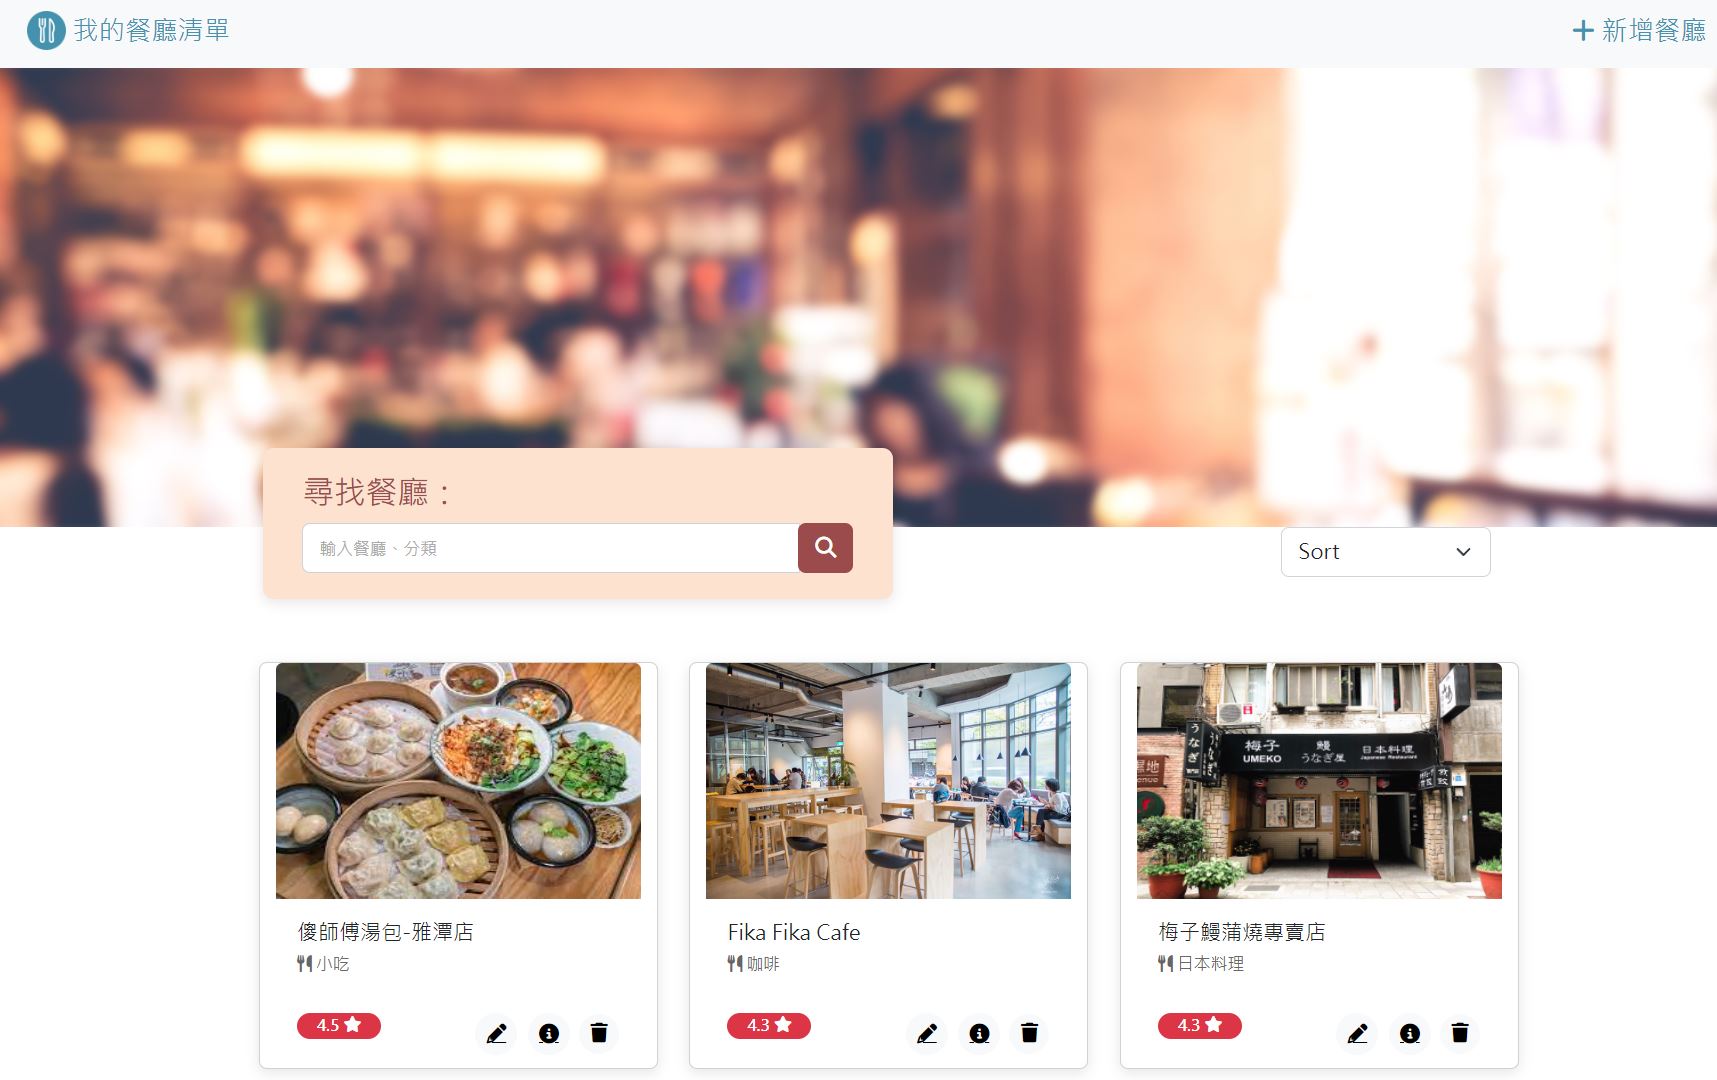 我的餐廳清單
新增餐廳
尋找餐廳：
輸入餐廳、分類
Sort
梅子
UMEKO
鰻
うなぎ屋
日本料理
Japanese Restaurant
うなぎ
傻師傅湯包-雅潭店
小吃
4.5
Fika Fika Cafe
咖啡
4.3
梅子鰻蒲燒專賣店
日本料理
4.3